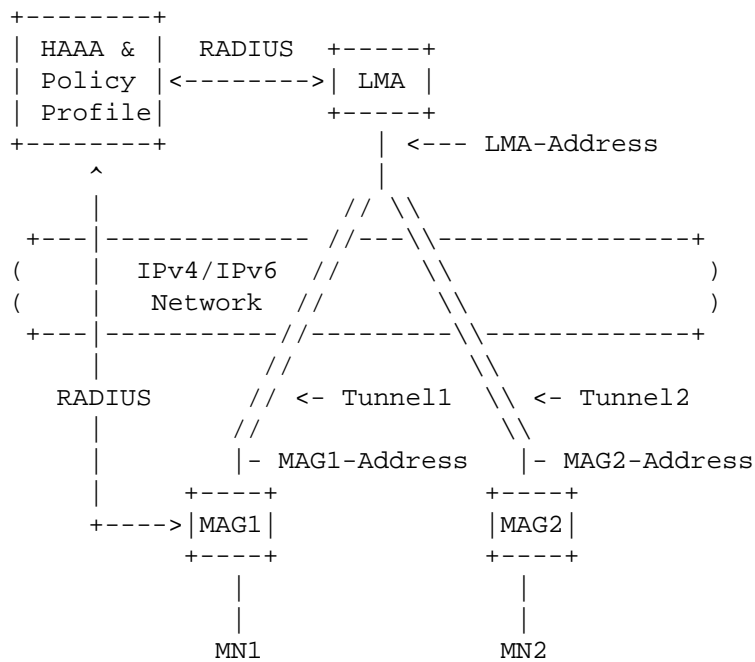 HAAA & RADIUS
Policy LMA
Profile
LMA-Address
IPv4/IPv6
Network
RADIUS Tunnel1 Tunnel2
MAG1-Address MAG2-Address
MAG1 MAG2
MN1 MN2